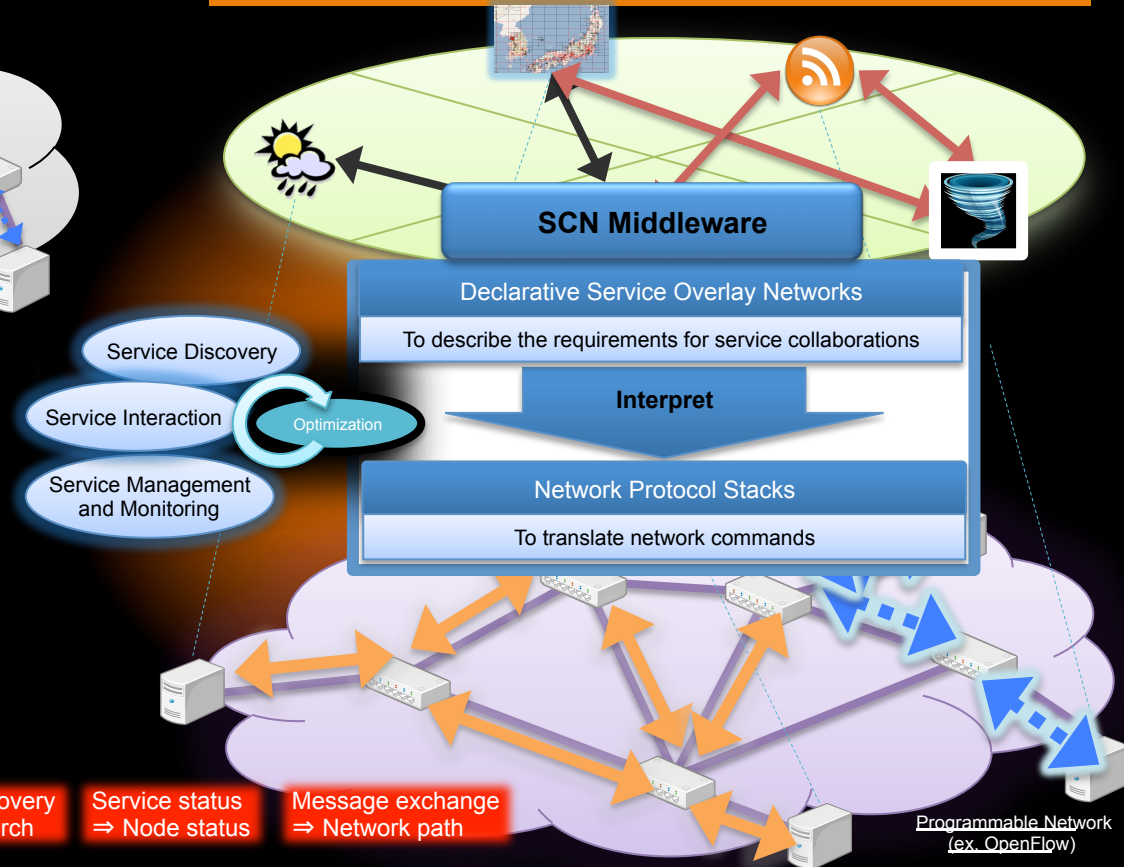 SCN Middleware
Declarative Service Overlay Networks
To describe the requirements for service collaborations
Service Discovery
Service Interaction
Optimization
Interpret
Service Management
and Monitoring
Network Protocol Stacks
To translate network commands
Service status
⇒ Node status
Message exchange
⇒ Network path
Programmable Network
(ex. OpenFlow)